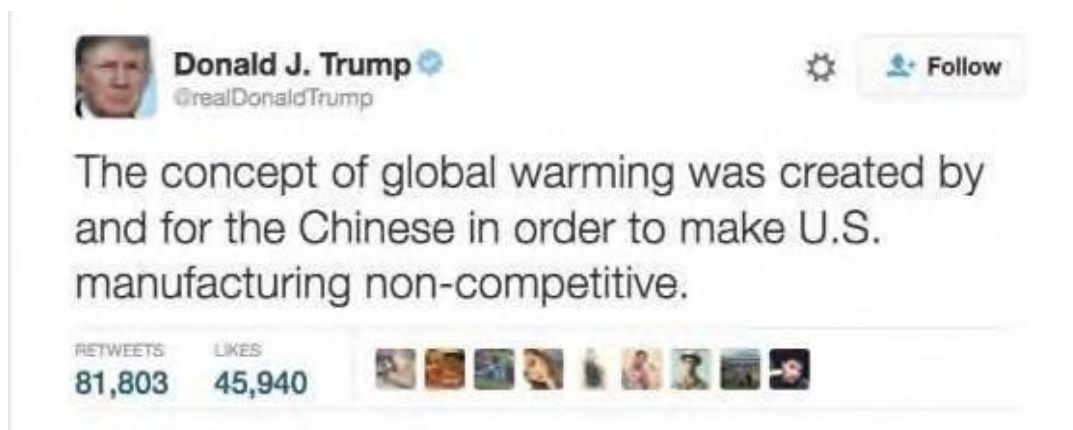 Donald J. Trump
@realDonaldTrump
Follow
The concept of global warming was created by
and for the Chinese in order to make U.S.
manufacturing non-competitive.
RETWEETS LIKES
81,803 45,940